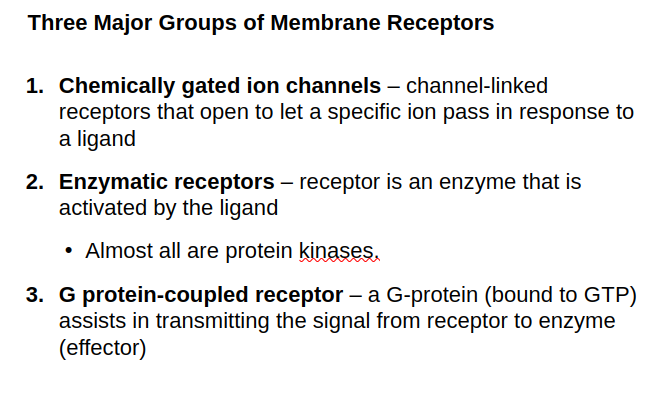 Three Major Groups of Membrane Receptors
1. Chemically gated ion channels – channel-linked
receptors that open to let a specific ion pass in response to
a ligand
2. Enzymatic receptors – receptor is an enzyme that is
activated by the ligand
• Almost all are protein kinases.
3. G protein-coupled receptor – a G-protein (bound to GTP)
assists in transmitting the signal from receptor to enzyme
(effector)